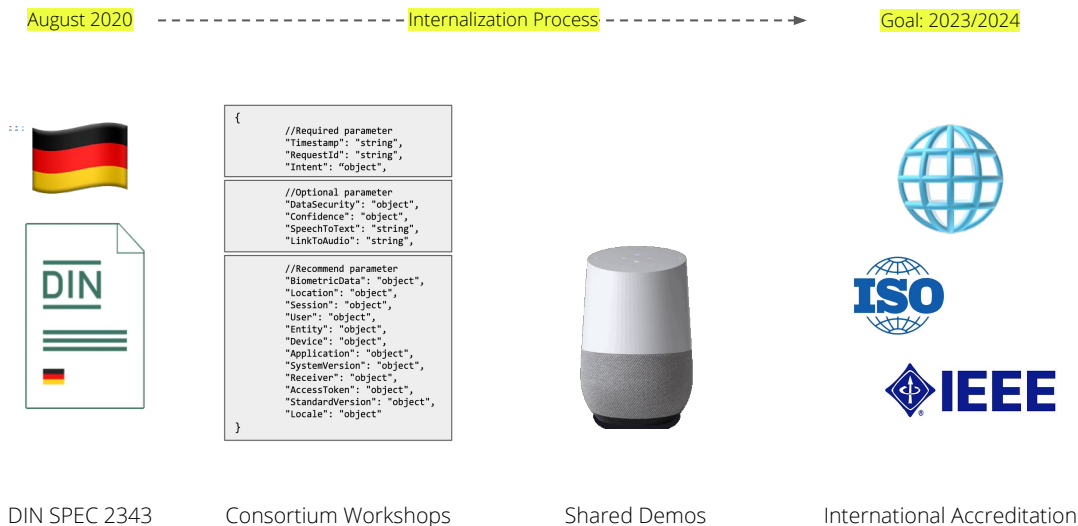 August 2020
Internalization Process
Goal: 2023/2024
{
//Required parameter
"Timestamp": "string",
"RequestId": "string",
"Intent": “object",
//Optional parameter
"DataSecurity": "object",
"Confidence": "object",
"SpeechToText": "string",
"LinkToAudio": "string",
//Recommend parameter
"BiometricData": "object",
"Location": "object",
"Session": "object",
"User": "object",
"Entity": "object",
"Device": "object",
"Application": "object",
"SystemVersion": "object",
"Receiver": "object",
"AccessToken": "object",
"StandardVersion": "object",
"Locale": "object"
}
DIN
ISO
IEEE
DIN SPEC 2343
Consortium Workshops
Shared Demos
International Accreditation